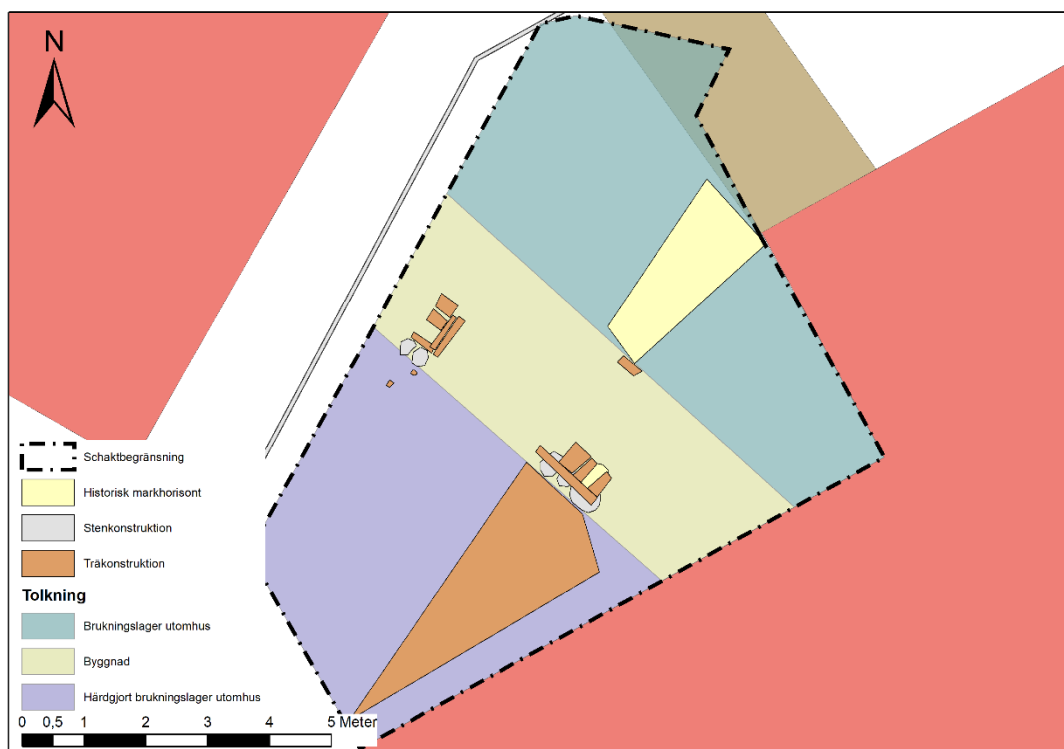 N
Schaktbegränsning
Historisk markhorisont
Stenkonstruktion
Träkonstruktion
Tolkning
Brukningslager utomhus
Byggnad
Hårdgjort brukningslager utomhus
0 0,5 1 2 3 4 5 Meter